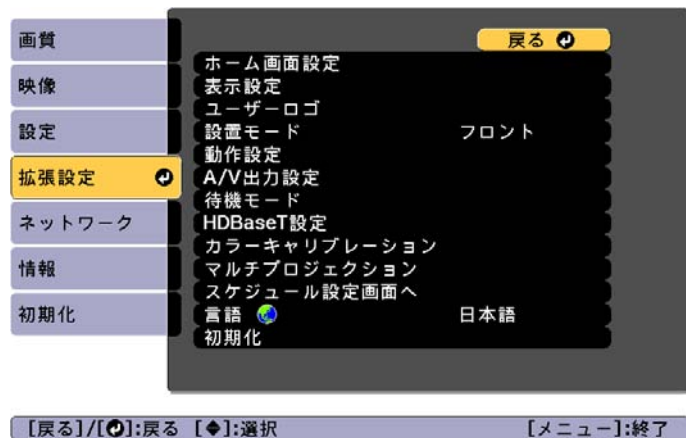 画質
映像
設定
拡張設定
ネットワーク
情報
初期化
戻る
ホーム画面設定
表示設定
ユーザーロゴ
設置モード フロント
動作設定
A/V出力設定
待機モード
HDBaseT設定
カラーキャリブレーション
マルチプロジェクション
スケジュール設定画面へ
言語 日本語
初期化
[戻る]/[]:戻る [◆]:選択 [メニュー]:終了